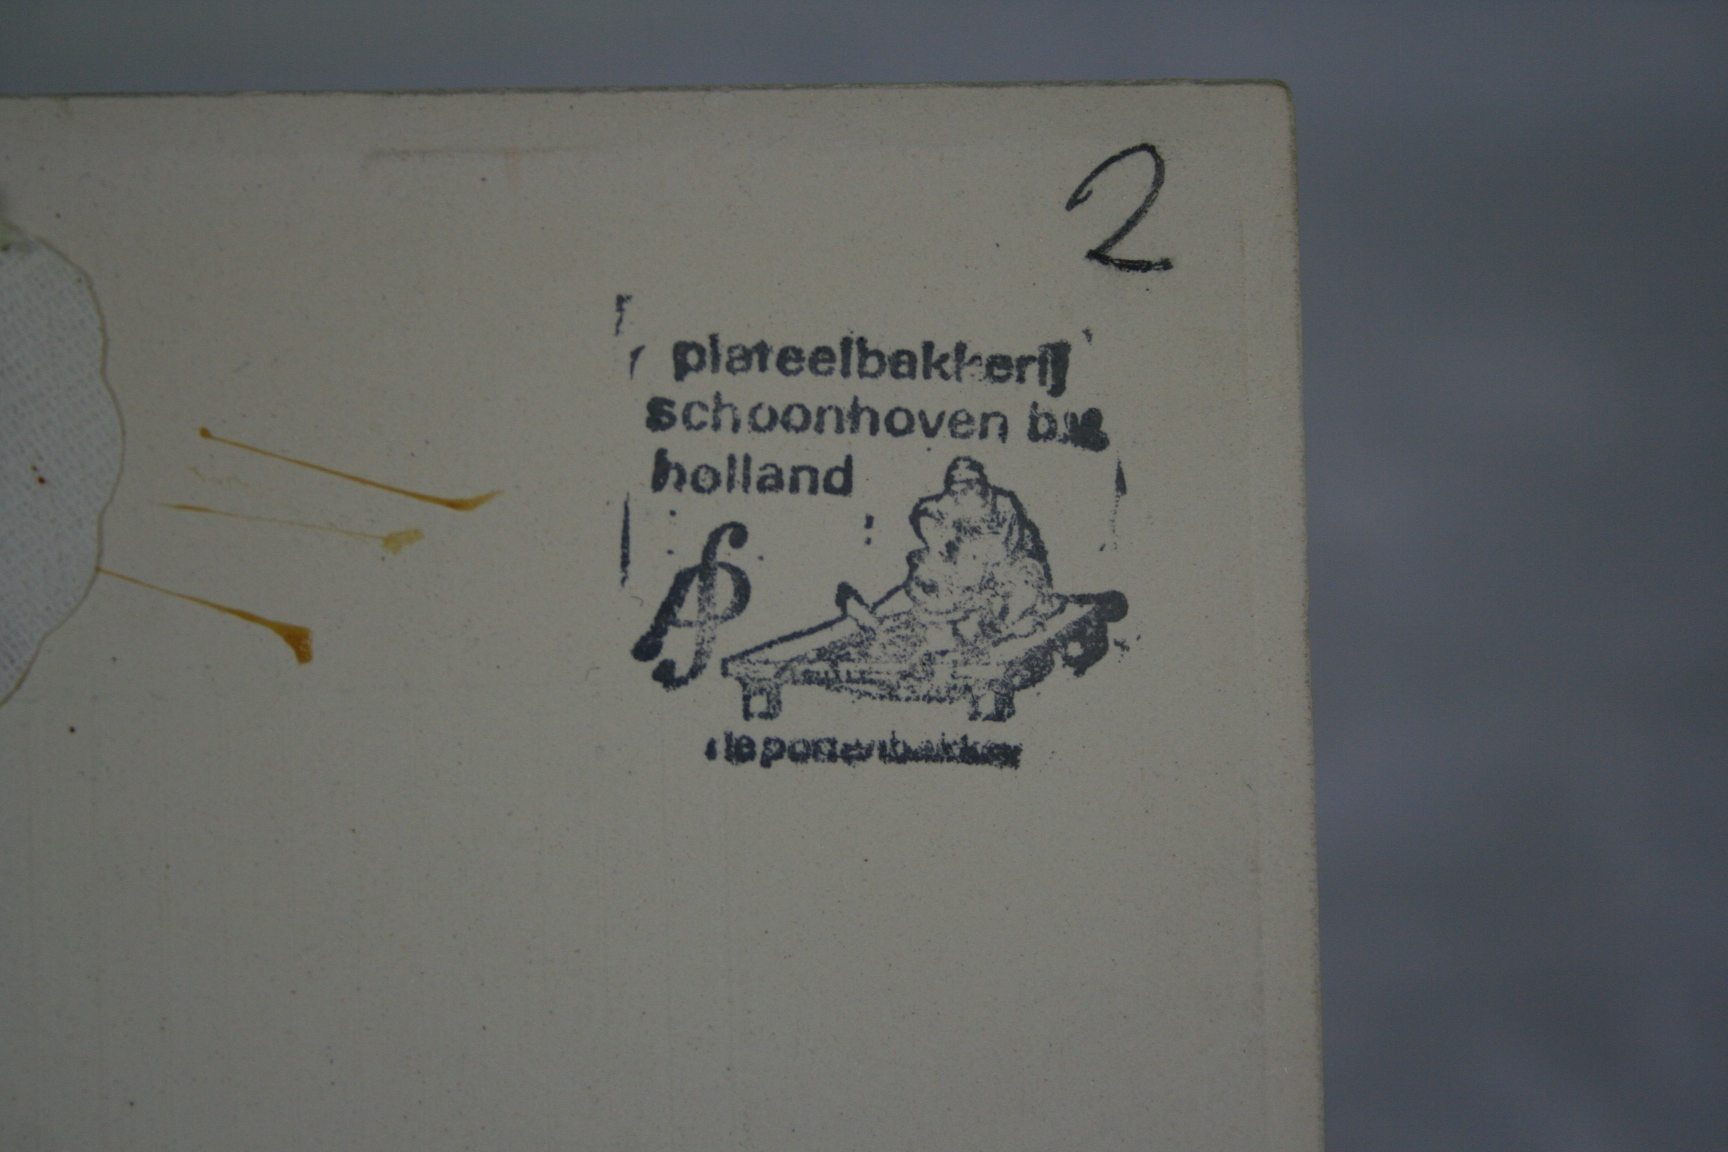 2
plateelbakkerij
schoonhoven b.v.
holland
de pottenbakker